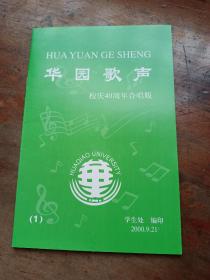 HUA YUAN GE SHENG
华园歌声
校庆40周年合唱版
HUAQIAO UNIVERSITY
華
(1)
学生处 编印
2000.9.21